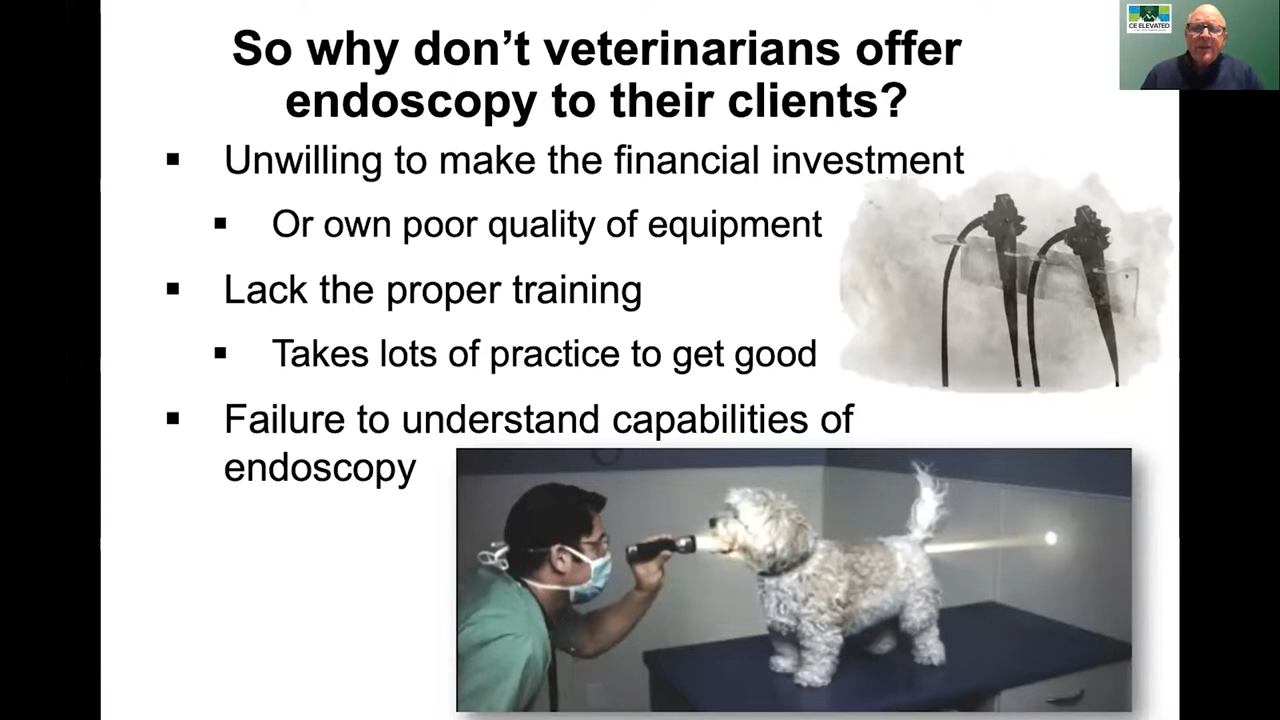 So why don't veterinarians offer
endoscopy to their clients?
▪ Unwilling to make the financial investment
▪ Or own poor quality of equipment
▪ Lack the proper training
▪ Takes lots of practice to get good
▪ Failure to understand capabilities of
endoscopy
CE ELEVATED